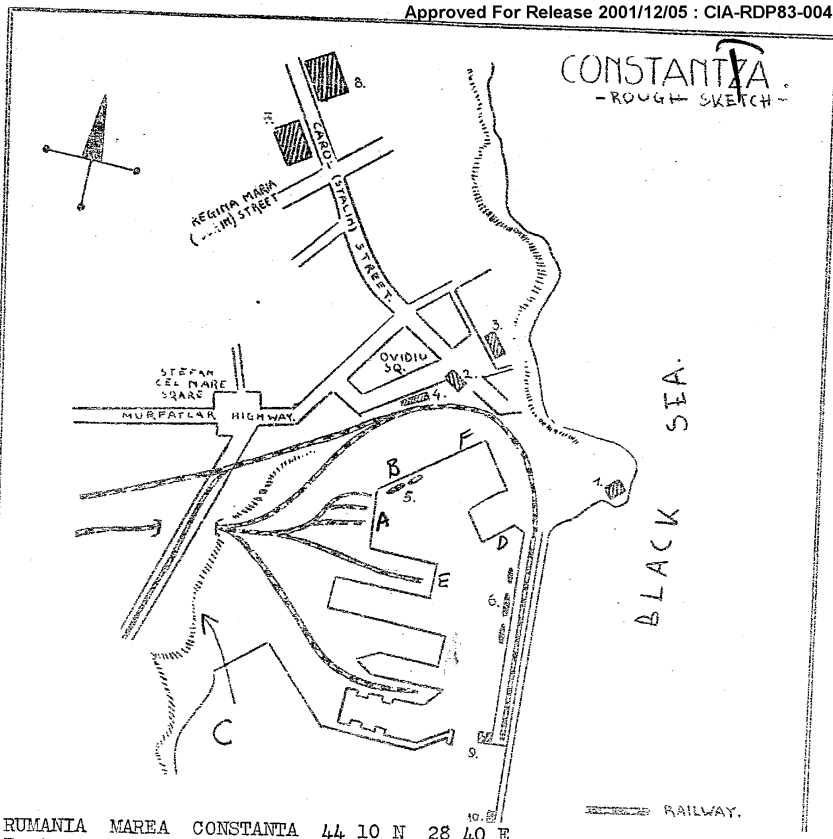 Approved For Release 2001/12/05 : CIA-RDP83-004
CONSTANTZA.
- ROUGH SKETCH -
8.
CAROL (STALIN) STREET.
REGINA MARIA
STREET
3.
OVIDIU
SQ.
2.
4.
STEFAN
CEL MARE
SQARE
MURFATLAR HIGHWAY.
BLACK SEA.
F
B
5.
A
1.
D
E
6.
C
9.
10.
RAILWAY.
RUMANIA MAREA CONSTANTA 44 10 N 28 40 E